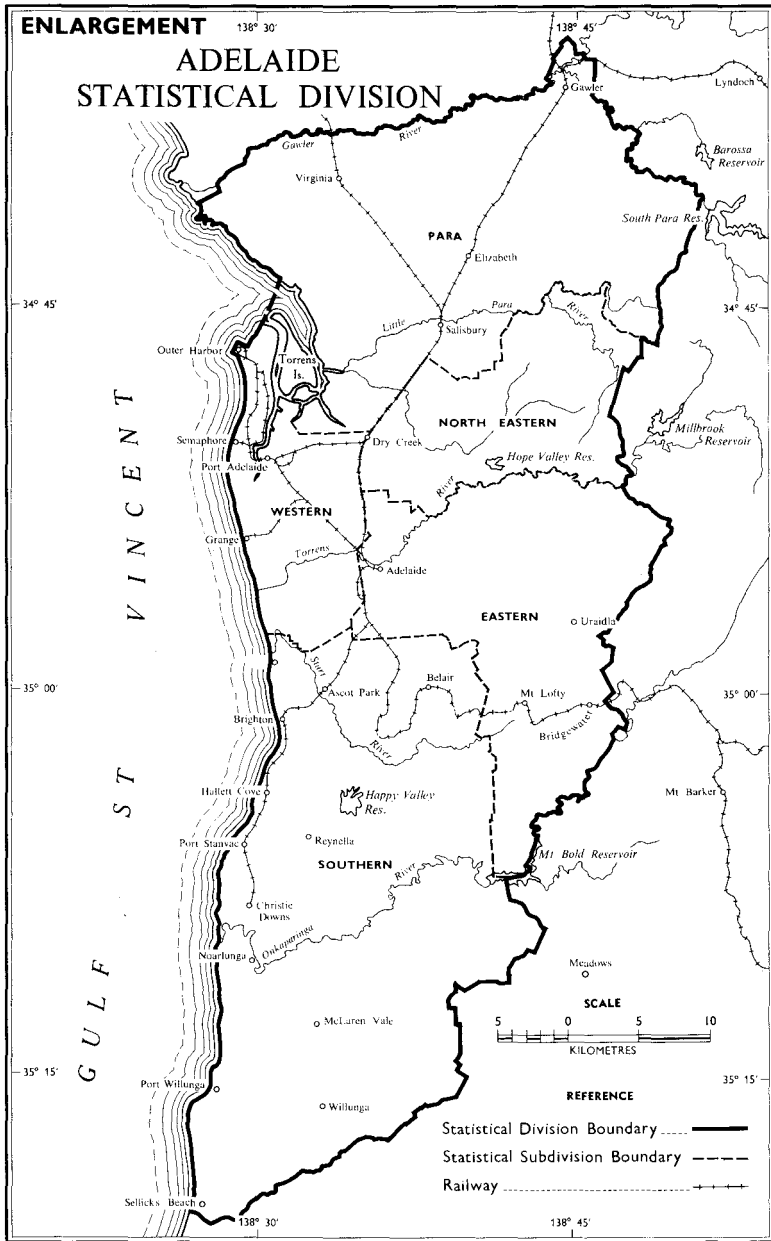 ENLARGEMENT
138° 30'
138° 45'
ADELAIDE
STATISTICAL DIVISION
Lyndoch
Gawler
Gawler
River
Barossa
Reservoir
Virginia
South Para Res.
PARA
Elizabeth
34° 45'
34° 45'
Little
Para
River
Salisbury
Outer Harbor
Torrens
Is.
NORTH EASTERN
Millbrook
Reservoir
Semaphore
Dry Creek
Port Adelaide
Hope Valley Res.
River
WESTERN
Grange
Torrens
Adelaide
EASTERN
Uraidla
Sturt
35° 00'
35° 00'
Ascot Park
Belair
Mt Lofty
Brighton
River
Bridgewater
Hallett Cove
Happy Valley
Res.
Mt Barker
Port Stanvac
Reynella
SOUTHERN
Mt Bold Reservoir
River
Christie
Downs
Onkaparinga
Noarlunga
Meadows
McLaren Vale
GULF ST VINCENT
SCALE
5 0 5 10
KILOMETRES
35° 15'
35° 15'
Port Willunga
Willunga
REFERENCE
Statistical Division Boundary
Statistical Subdivision Boundary
Railway
Sellicks Beach
138° 30'
138° 45'